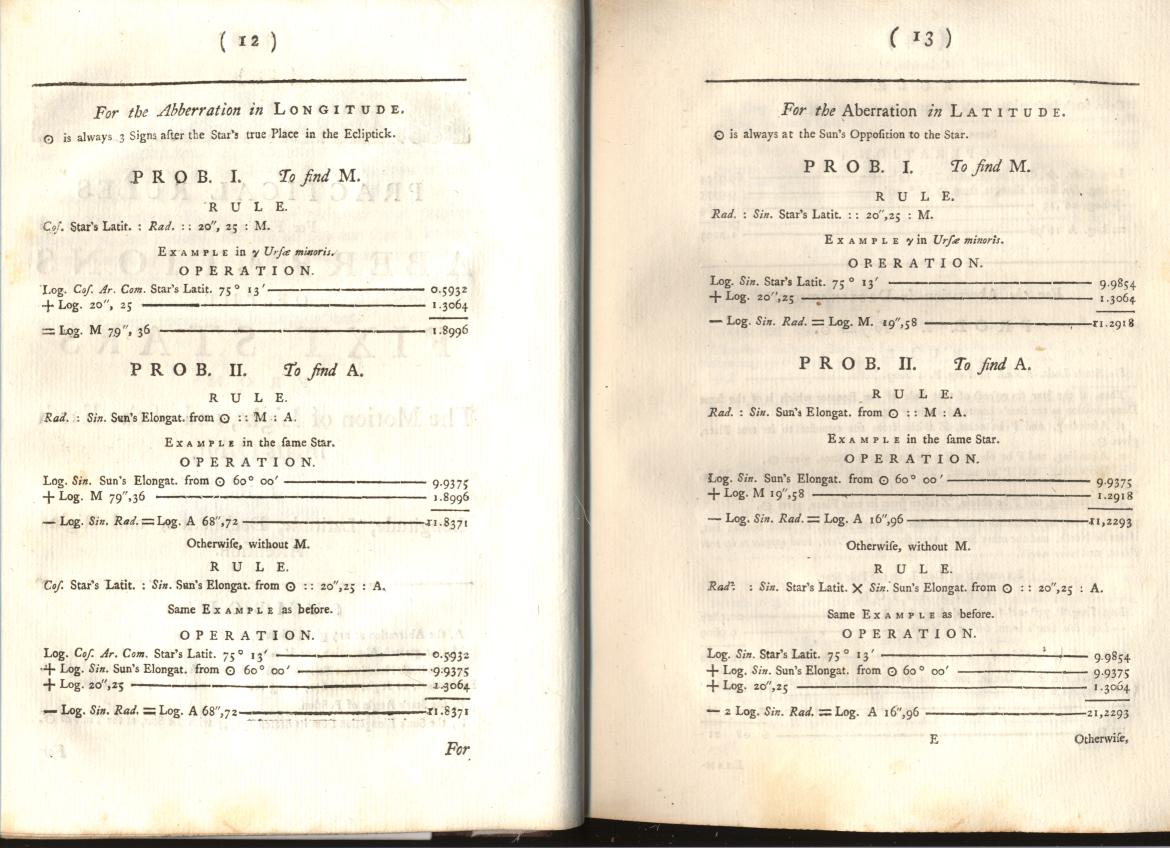 ( 12 )
For the Abberration in LONGITUDE.
☉ is always 3 Signs after the Star's true Place in the Ecliptick.
PROB. I. To find M.
RULE.
Coſ. Star's Latit. : Rad. :: 20″, 25 : M.
EXAMPLE in γ Urſæ minoris.
OPERATION.
Log. Coſ. Ar. Com. Star's Latit. 75° 13′ — 0.5932
+ Log. 20″, 25 — 1.3064
= Log. M 79″, 36 — 1.8996
PROB. II. To find A.
RULE.
Rad. : Sin. Sun's Elongat. from ☉ :: M : A.
EXAMPLE in the ſame Star.
OPERATION.
Log. Sin. Sun's Elongat. from ☉ 60° 00′ — 9.9375
+ Log. M 79″,36 — 1.8996
— Log. Sin. Rad. = Log. A 68″,72 — 11.8371
Otherwiſe, without M.
RULE.
Coſ. Star's Latit. : Sin. Sun's Elongat. from ☉ :: 20″,25 : A.
Same EXAMPLE as before.
OPERATION.
Log. Coſ. Ar. Com. Star's Latit. 75° 13′ — 0.5932
+ Log. Sin. Sun's Elongat. from ☉ 60° 00′ — 9.9375
+ Log. 20″,25 — 1.3064
— Log. Sin. Rad. = Log. A 68″,72 — 11.8371
For
( 13 )
For the Aberration in LATITUDE.
☉ is always at the Sun's Oppoſition to the Star.
PROB. I. To find M.
RULE.
Rad. : Sin. Star's Latit. :: 20″,25 : M.
EXAMPLE γ in Urſæ minoris.
OPERATION.
Log. Sin. Star's Latit. 75° 13′ — 9.9854
+ Log. 20″,25 — 1.3064
— Log. Sin. Rad. = Log. M. 19″,58 — 11.2918
PROB. II. To find A.
RULE.
Rad. : Sin. Sun's Elongat. from ☉ :: M : A.
EXAMPLE in the ſame Star.
OPERATION.
Log. Sin. Sun's Elongat. from ☉ 60° 00′ — 9.9375
+ Log. M 19″,58 — 1.2918
— Log. Sin. Rad. = Log. A 16″,96 — 11,2293
Otherwiſe, without M.
RULE.
Rad². : Sin. Star's Latit. × Sin. Sun's Elongat. from ☉ :: 20″,25 : A.
Same EXAMPLE as before.
OPERATION.
Log. Sin. Star's Latit. 75° 13′ — 9.9854
+ Log. Sin. Sun's Elongat. from ☉ 60° 00′ — 9.9375
+ Log. 20″,25 — 1.3064
— 2 Log. Sin. Rad. = Log. A 16″,96 — 21,2293
E Otherwiſe,